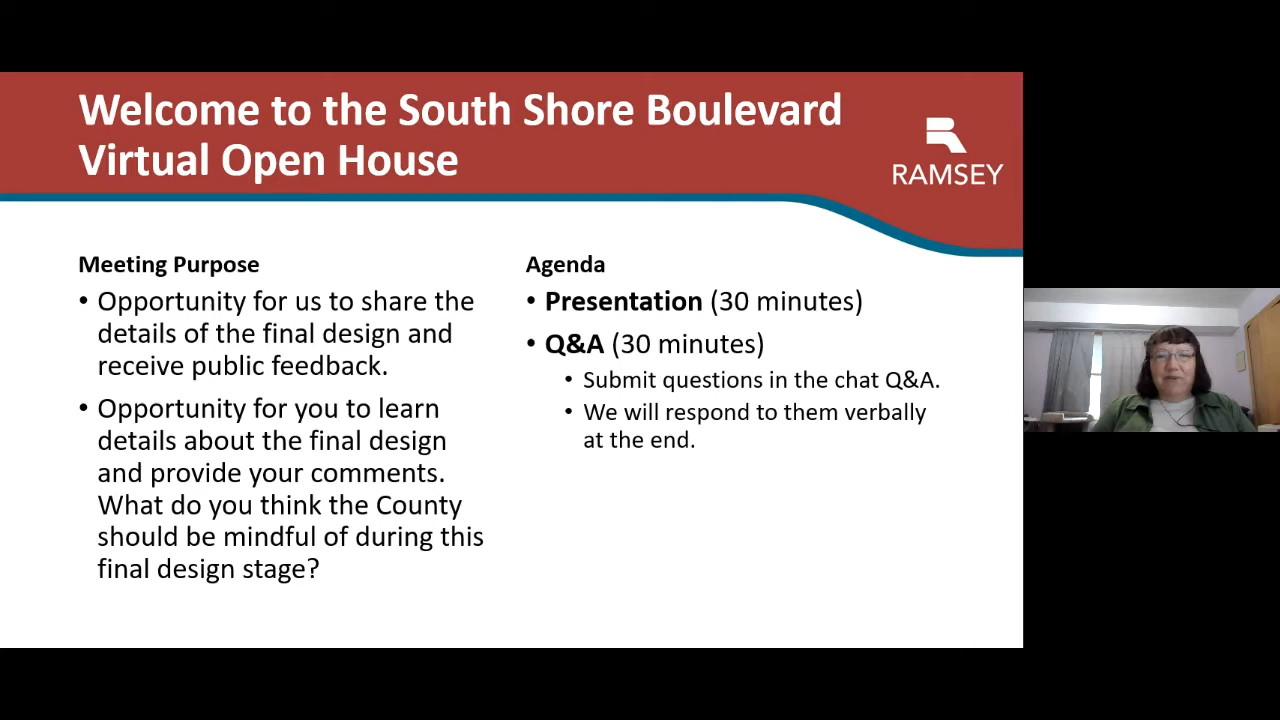 Welcome to the South Shore Boulevard
Virtual Open House
RAMSEY
Meeting Purpose
• Opportunity for us to share the
details of the final design and
receive public feedback.
• Opportunity for you to learn
details about the final design
and provide your comments.
What do you think the County
should be mindful of during this
final design stage?
Agenda
• Presentation (30 minutes)
• Q&A (30 minutes)
• Submit questions in the chat Q&A.
• We will respond to them verbally
at the end.